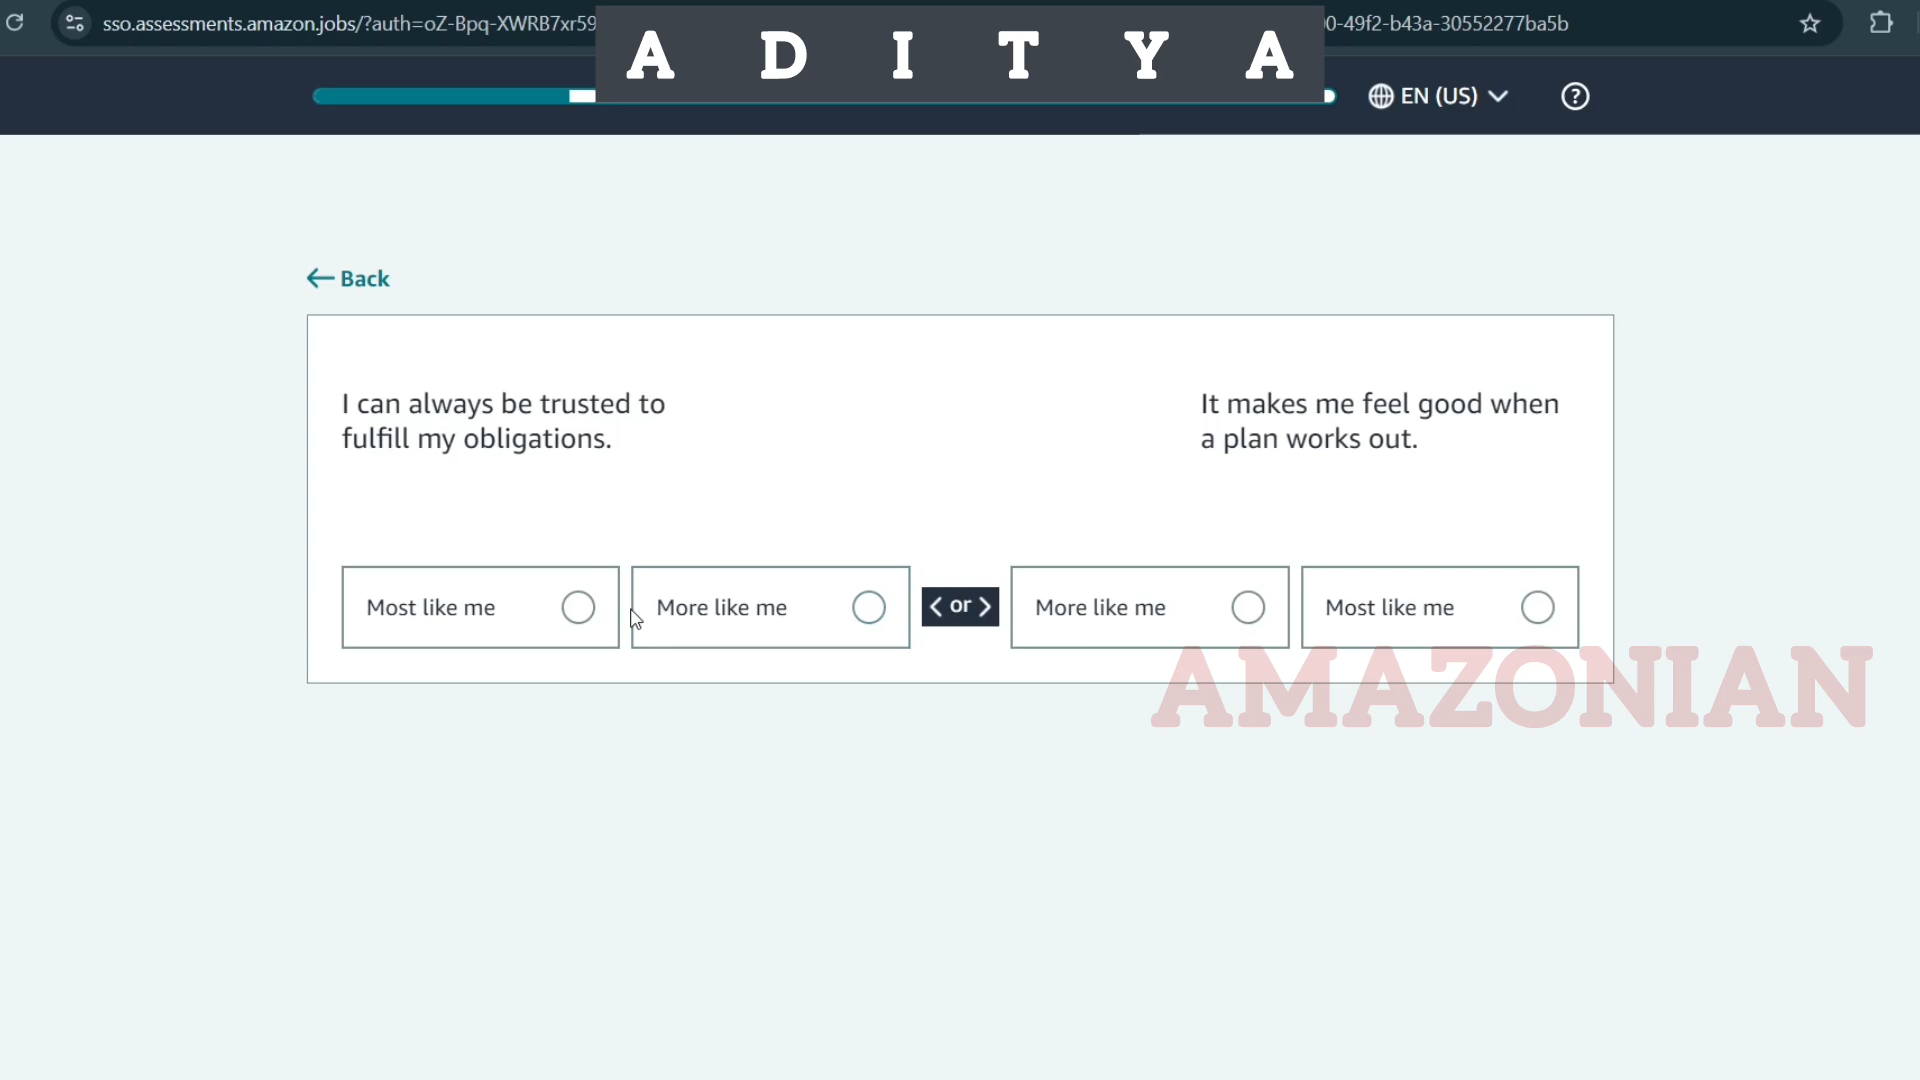 sso.assessments.amazon.jobs/?auth=oZ-Bpq-XWRB7xr59
0-49f2-b43a-30552277ba5b
A D I T Y A
EN (US)
Back
I can always be trusted to
fulfill my obligations.
It makes me feel good when
a plan works out.
Most like me
More like me
< or >
More like me
Most like me
AMAZONIAN